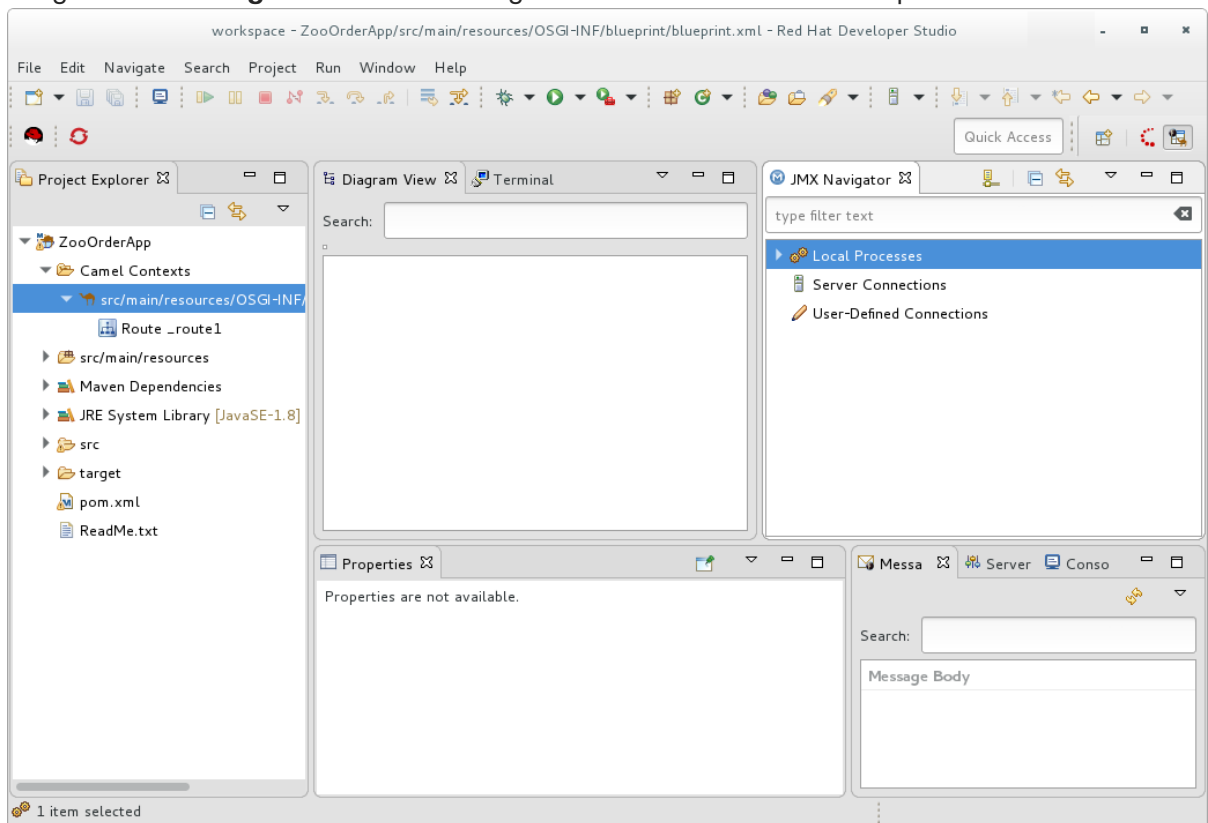 workspace - ZooOrderApp/src/main/resources/OSGI-INF/blueprint/blueprint.xml - Red Hat Developer Studio
File Edit Navigate Search Project Run Window Help
Quick Access
Project Explorer
ZooOrderApp
Camel Contexts
src/main/resources/OSGI-INF/
Route _route1
src/main/resources
Maven Dependencies
JRE System Library [JavaSE-1.8]
src
target
pom.xml
ReadMe.txt
Diagram View Terminal
Search:
JMX Navigator
type filter text
Local Processes
Server Connections
User-Defined Connections
Properties
Properties are not available.
Messa Server Conso
Search:
Message Body
1 item selected